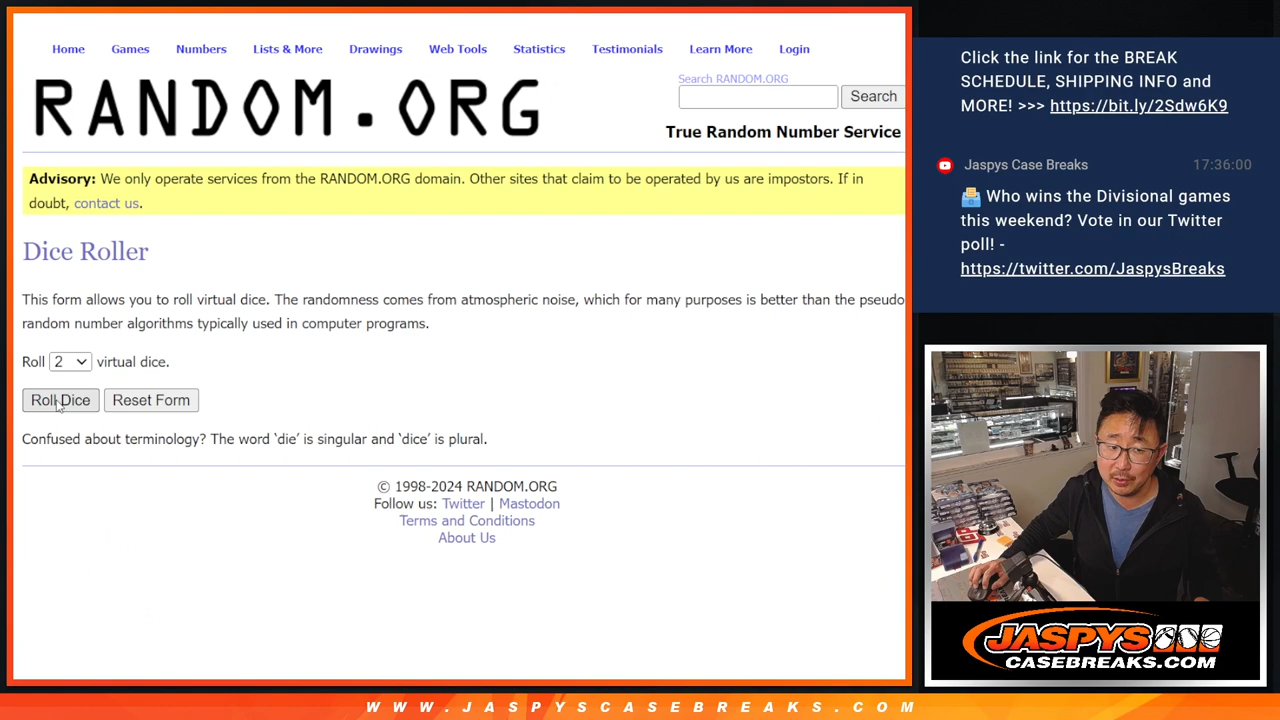 Home Games Numbers Lists & More Drawings Web Tools Statistics Testimonials Learn More Login
RANDOM.ORG
Search RANDOM.ORG
Search
True Random Number Service
Advisory: We only operate services from the RANDOM.ORG domain. Other sites that claim to be operated by us are impostors. If in
doubt, contact us.
Dice Roller
This form allows you to roll virtual dice. The randomness comes from atmospheric noise, which for many purposes is better than the pseudo
random number algorithms typically used in computer programs.
Roll 2 virtual dice.
Roll Dice Reset Form
Confused about terminology? The word ‘die’ is singular and ‘dice’ is plural.
© 1998-2024 RANDOM.ORG
Follow us: Twitter | Mastodon
Terms and Conditions
About Us
Click the link for the BREAK
SCHEDULE, SHIPPING INFO and
MORE! >>> https://bit.ly/2Sdw6K9
Jaspys Case Breaks 17:36:00
Who wins the Divisional games
this weekend? Vote in our Twitter
poll! -
https://twitter.com/JaspysBreaks
JASPYS
CASEBREAKS.COM
WWW.JASPYSCASEBREAKS.COM